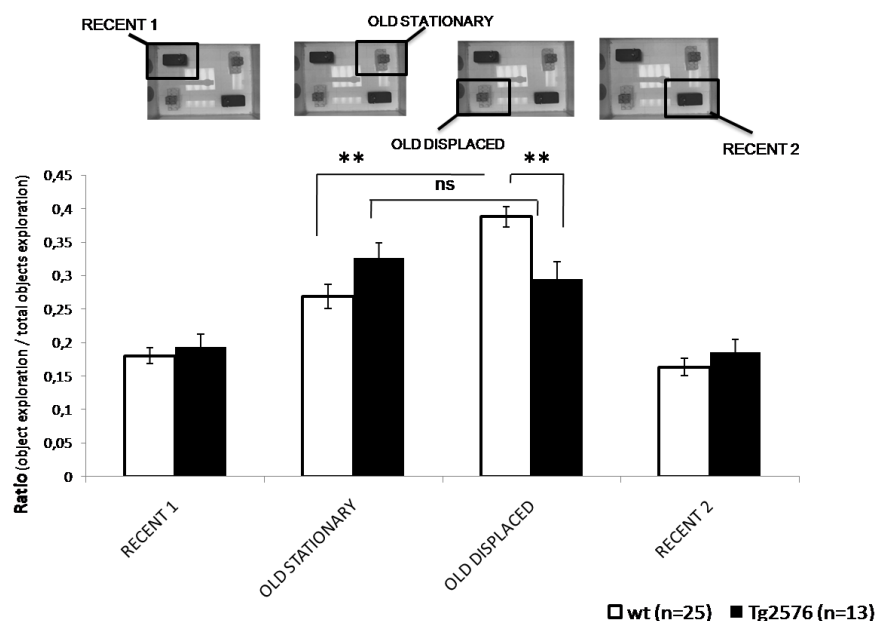 RECENT 1
OLD STATIONARY
OLD DISPLACED
RECENT 2
** **
ns
Ratio (object exploration / total objects exploration)
0,45
0,4
0,35
0,3
0,25
0,2
0,15
0,1
0,05
0
RECENT 1
OLD STATIONARY
OLD DISPLACED
RECENT 2
wt (n=25) Tg2576 (n=13)